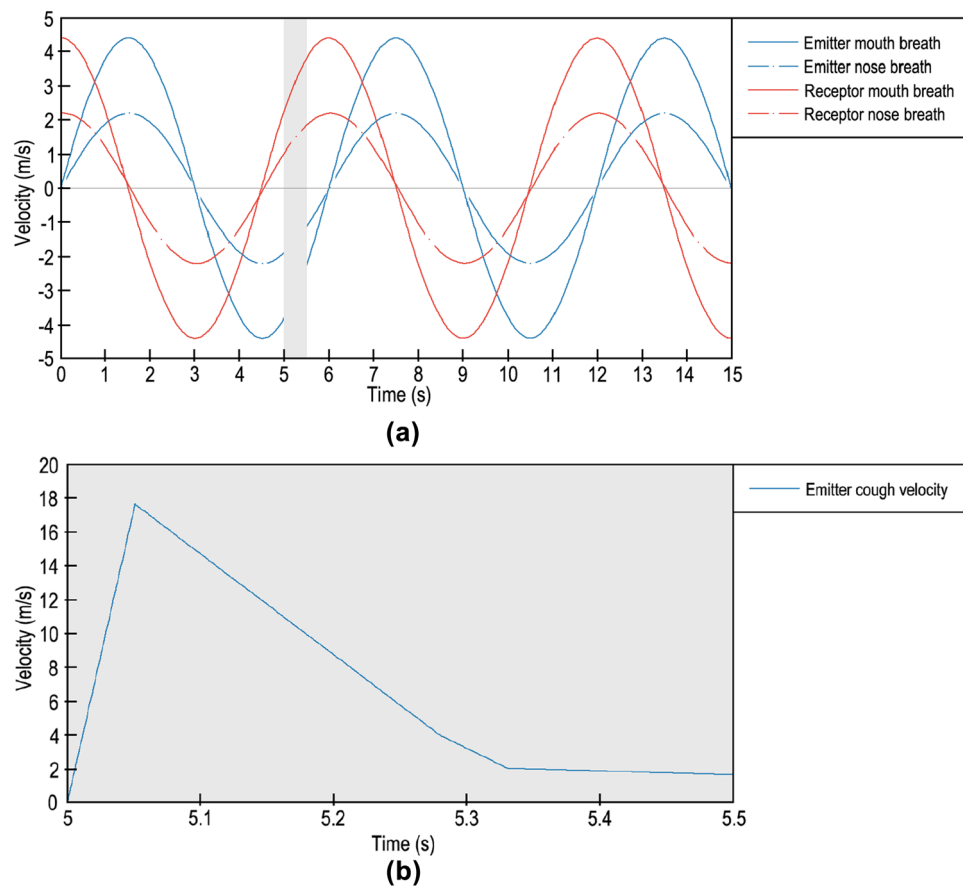 5
4
3
2
1
0
-1
-2
-3
-4
-5
Velocity (m/s)
0 1 2 3 4 5 6 7 8 9 10 11 12 13 14 15
Time (s)
Emitter mouth breath
Emitter nose breath
Receptor mouth breath
Receptor nose breath
(a)
20
18
16
14
12
10
8
6
4
2
0
Velocity (m/s)
5 5.1 5.2 5.3 5.4 5.5
Time (s)
Emitter cough velocity
(b)